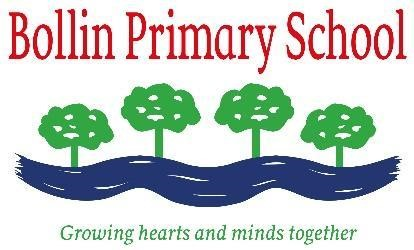 Bollin Primary School
Growing hearts and minds together